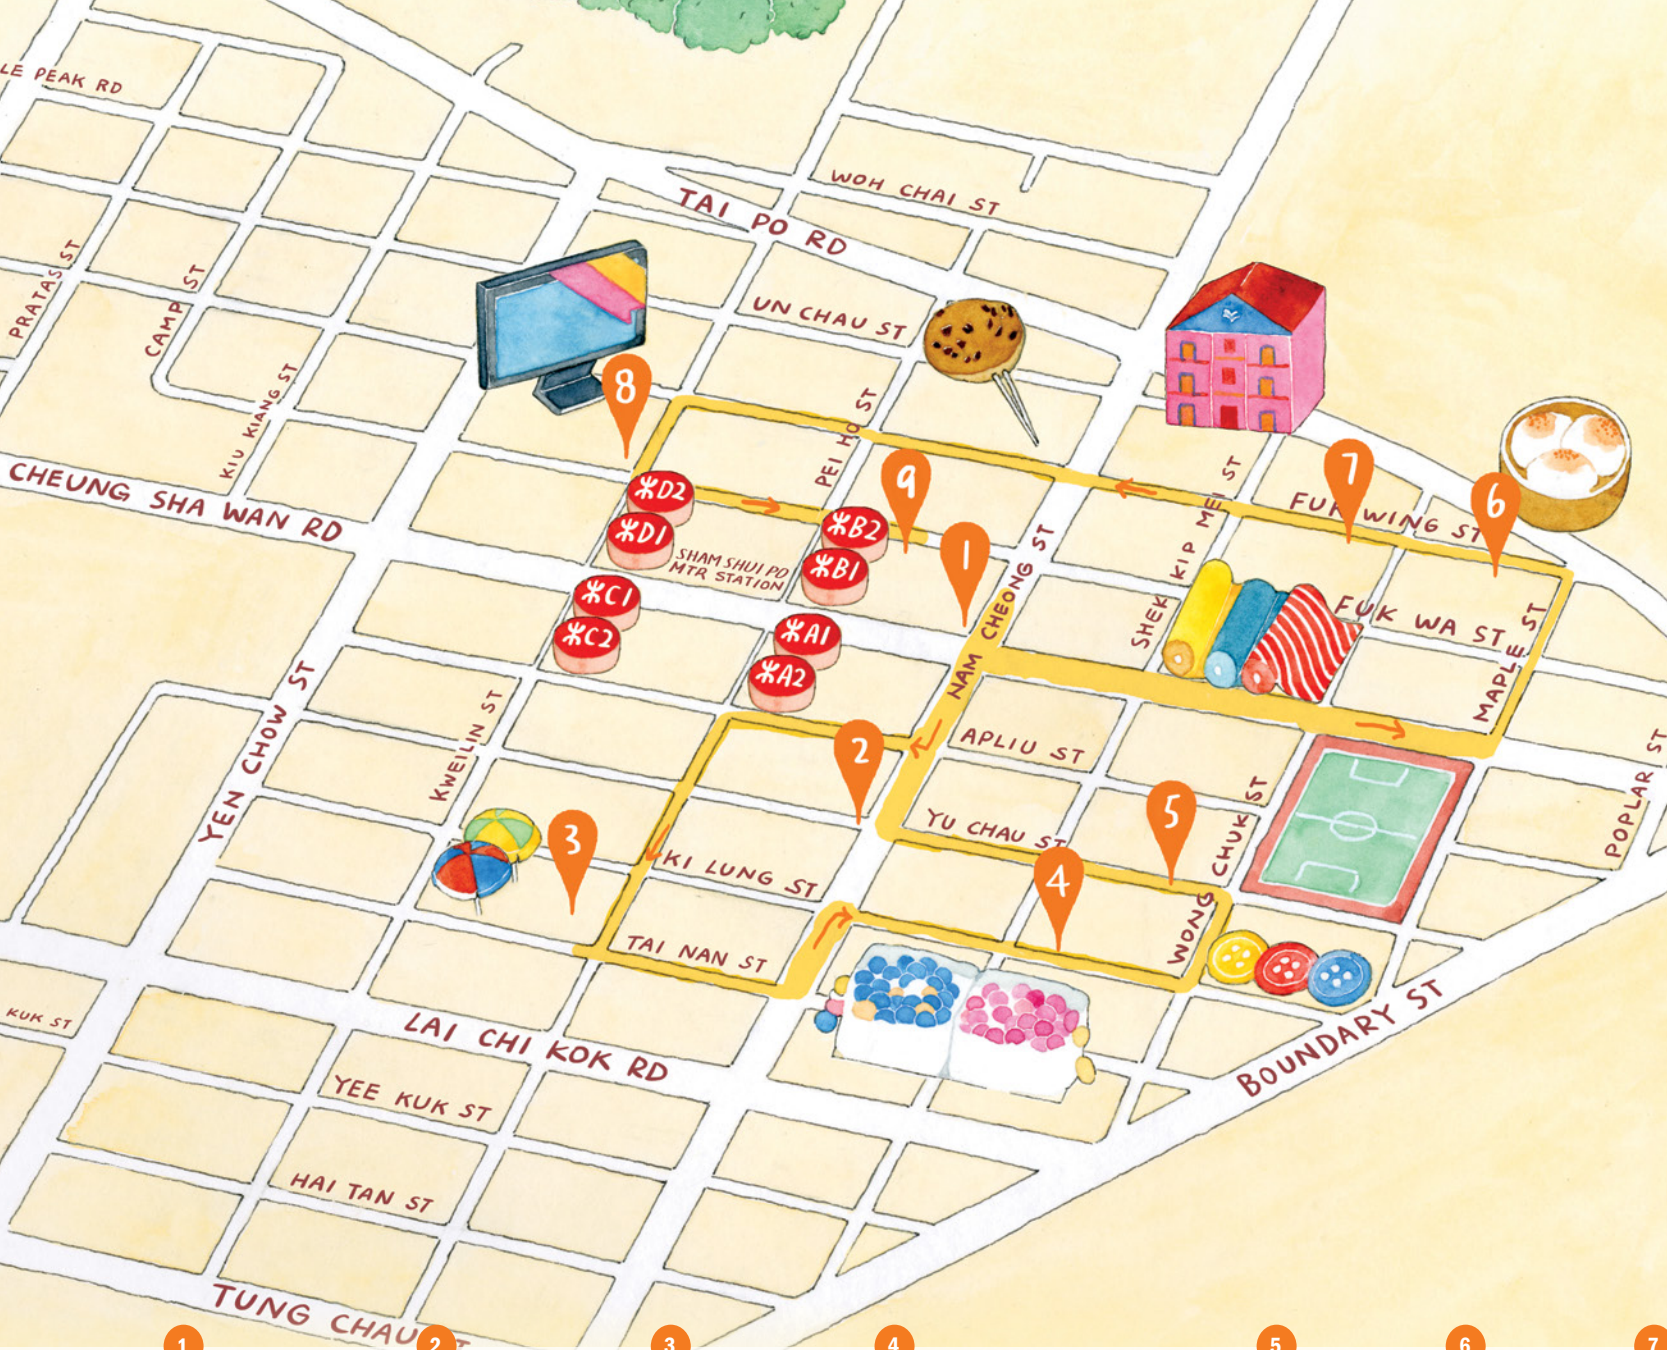 LE PEAK RD
WOH CHAI ST
TAI PO RD
PRATAS ST
CAMP ST
UN CHAU ST
KIU KIANG ST
PEI HO ST
8
9
7
6
1
CHEUNG SHA WAN RD
D2
D1
B2
B1
SHAM SHUI PO
MTR STATION
C1
C2
A1
A2
FUK WING ST
FUK WA ST
SHEK KIP MEI ST
NAM CHEONG ST
MAPLE ST
YEN CHOW ST
KWEILIN ST
APLIU ST
2
3
5
4
YU CHAU ST
WONG CHUK ST
POPLAR ST
KI LUNG ST
TAI NAN ST
BOUNDARY ST
KUK ST
LAI CHI KOK RD
YEE KUK ST
HAI TAN ST
TUNG CHAU
1
2
3
4
5
6
7